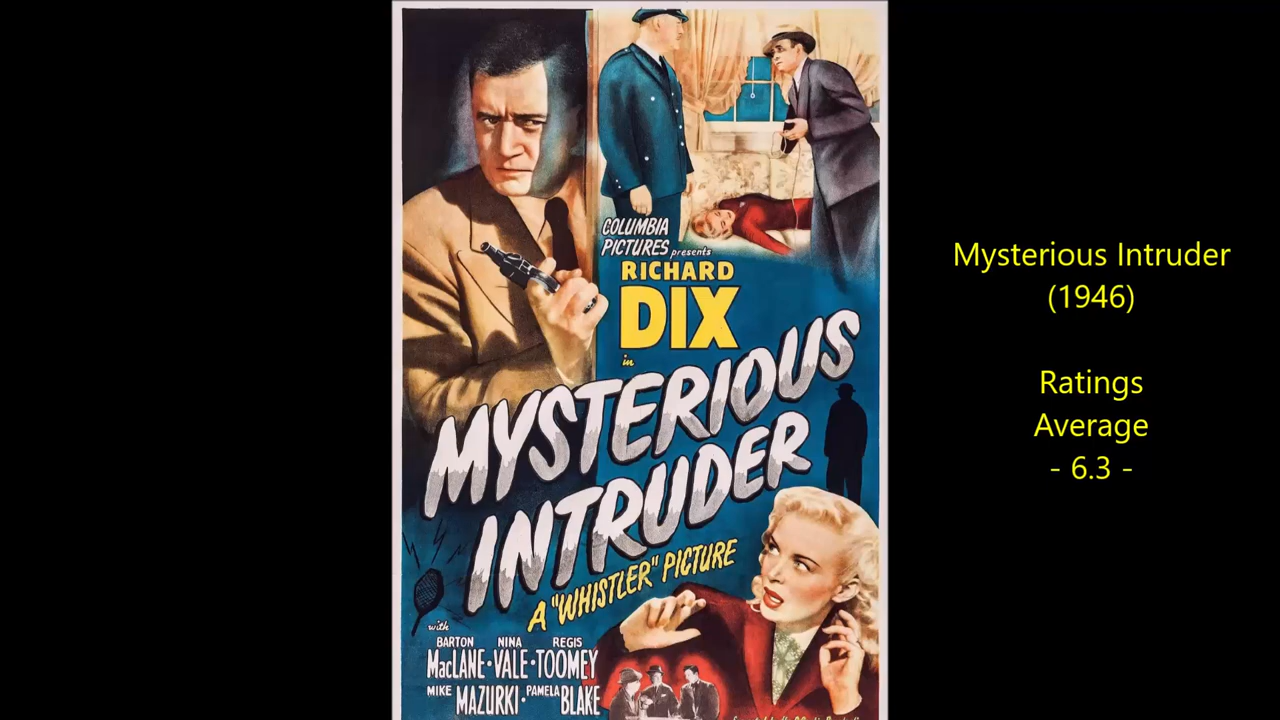 COLUMBIA
PICTURES presents
RICHARD
DIX
in
MYSTERIOUS
INTRUDER
A "WHISTLER" PICTURE
with
BARTON MacLANE • NINA VALE • REGIS TOOMEY
MIKE MAZURKI • PAMELA BLAKE
Mysterious Intruder
(1946)
Ratings
Average
- 6.3 -